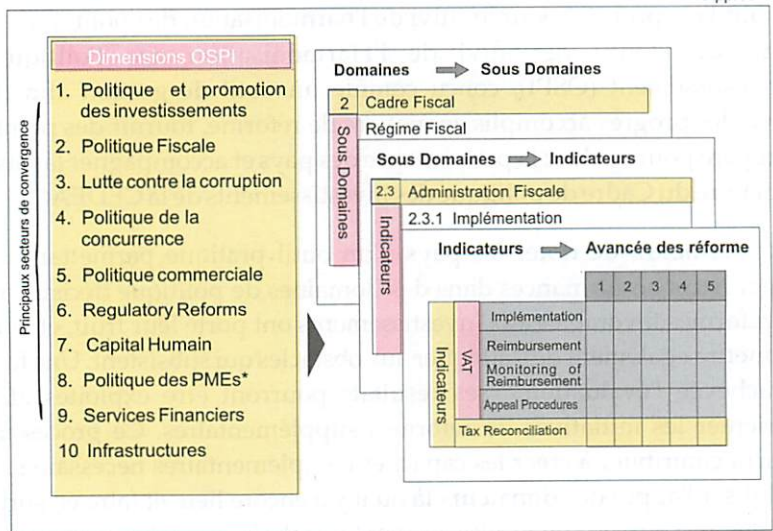 Dimensions OSPI
Principaux secteurs de convergence
1. Politique et promotion
des investissements
2. Politique Fiscale
3. Lutte contre la corruption
4. Politique de la
concurrence
5. Politique commerciale
6. Regulatory Reforms
7. Capital Humain
8. Politique des PMEs*
9. Services Financiers
10 Infrastructures
Domaines Sous Domaines
2 Cadre Fiscal
Régime Fiscal
Sous Domaines
Sous Domaines Indicateurs
2.3 Administration Fiscale
2.3.1 Implémentation
Indicateurs
Indicateurs Avancée des réforme
1 2 3 4 5
Indicateurs
VAT
Implémentation
Reimbursement
Monitoring of
Reimbursement
Appeal Procedures
Tax Reconciliation